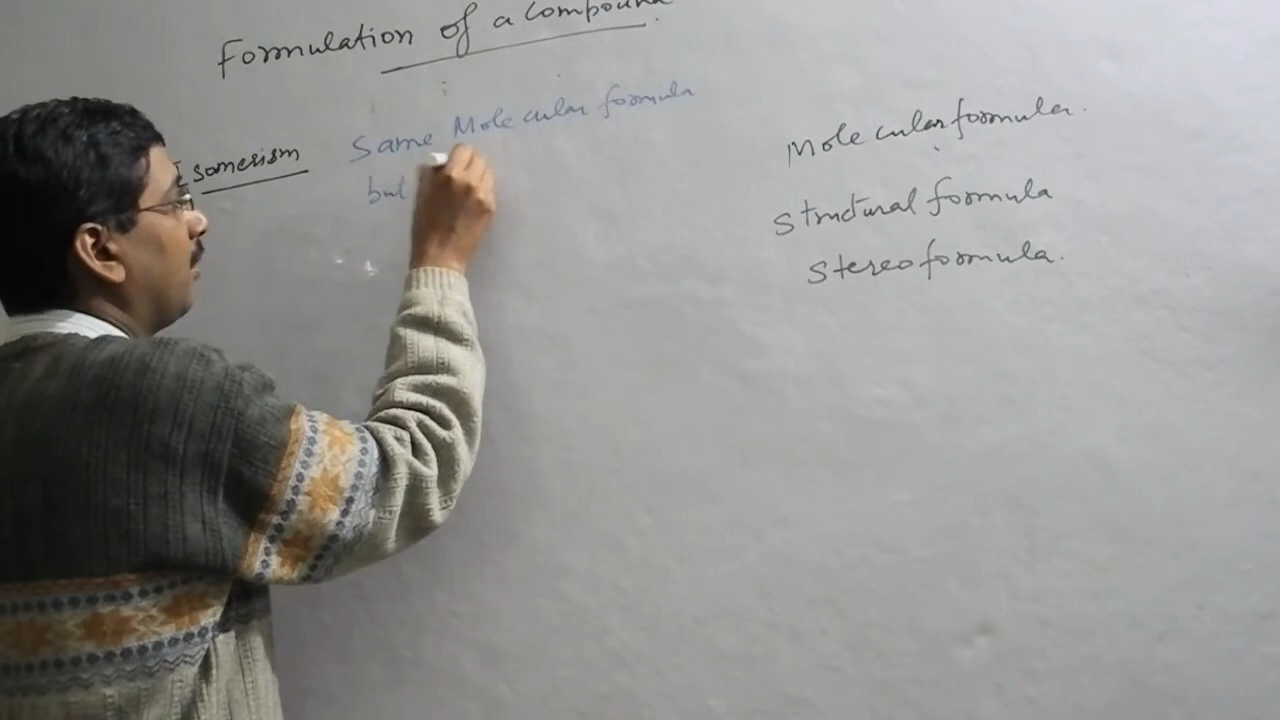 Formulation of a Compound.
Isomerism
Same Molecular formula
but
Molecular formula.
Structural formula
Stereoformula.